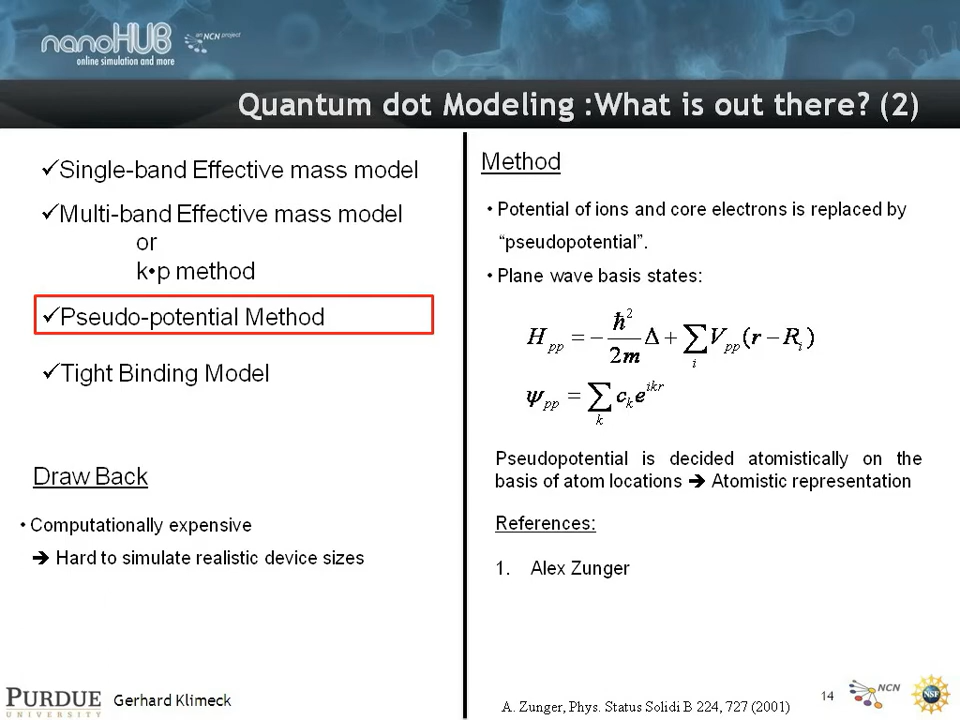 nanoHUB
an NCN project
online simulation and more
Quantum dot Modeling :What is out there? (2)
✓Single-band Effective mass model
✓Multi-band Effective mass model
or
k•p method
✓Pseudo-potential Method
✓Tight Binding Model
Draw Back
• Computationally expensive
➔ Hard to simulate realistic device sizes
Method
• Potential of ions and core electrons is replaced by
“pseudopotential”.
• Plane wave basis states:
H_pp = −ħ²/2m Δ + ∑_i V_pp (r − R_i)
ψ_pp = ∑_k c_k e^{ikr}
Pseudopotential is decided atomistically on the
basis of atom locations ➔ Atomistic representation
References:
1. Alex Zunger
PURDUE
UNIVERSITY
Gerhard Klimeck
A. Zunger, Phys. Status Solidi B 224, 727 (2001)
14
NCN
NSF